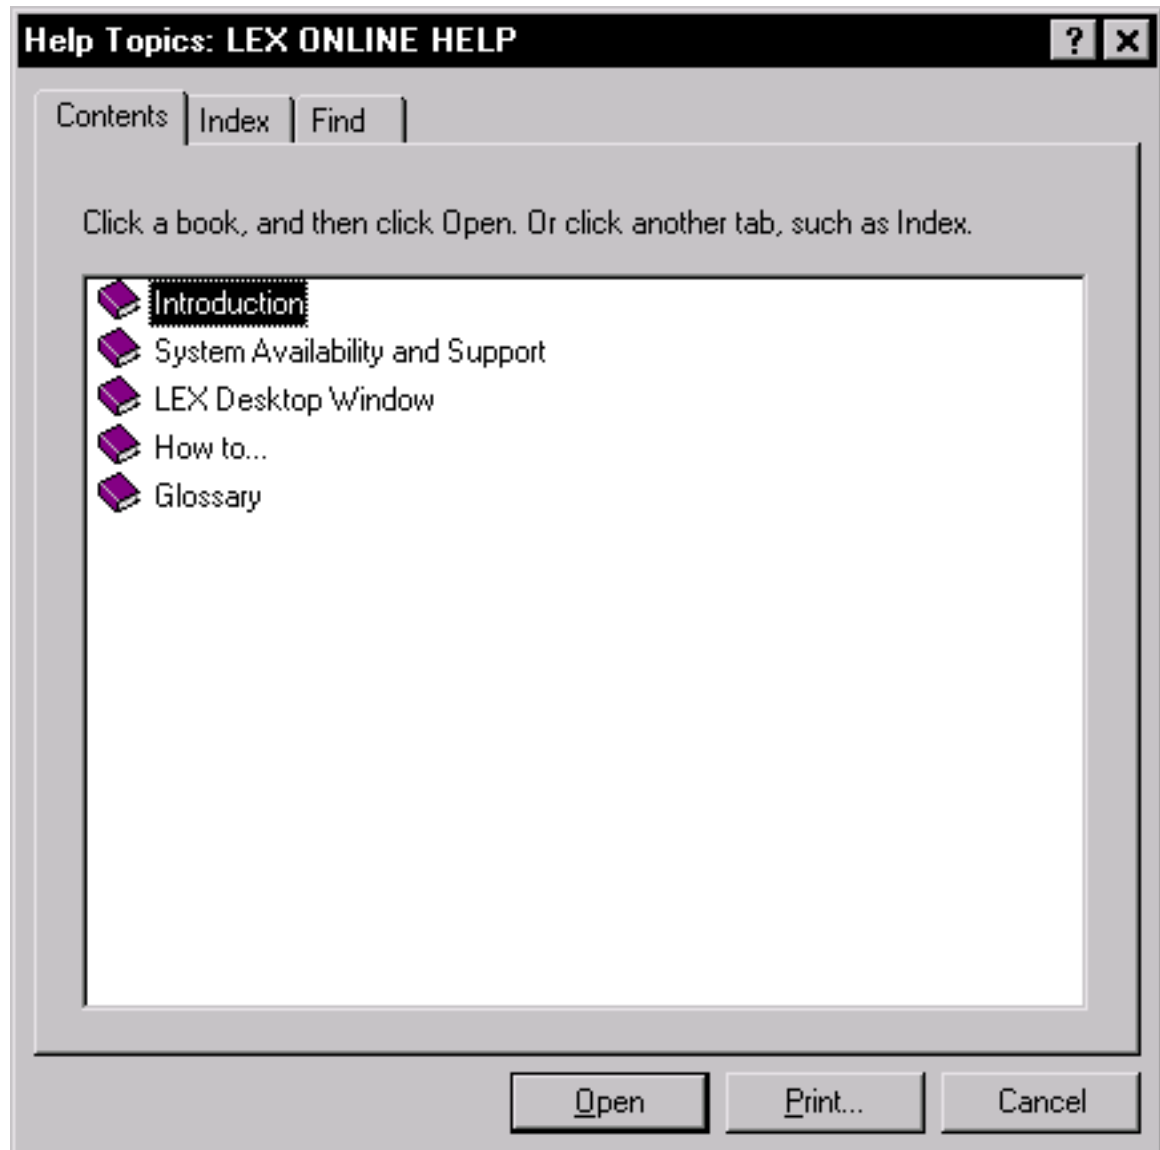 Help Topics: LEX ONLINE HELP
Contents Index Find
Click a book, and then click Open. Or click another tab, such as Index.
Introduction
System Availability and Support
LEX Desktop Window
How to...
Glossary
Open Print... Cancel